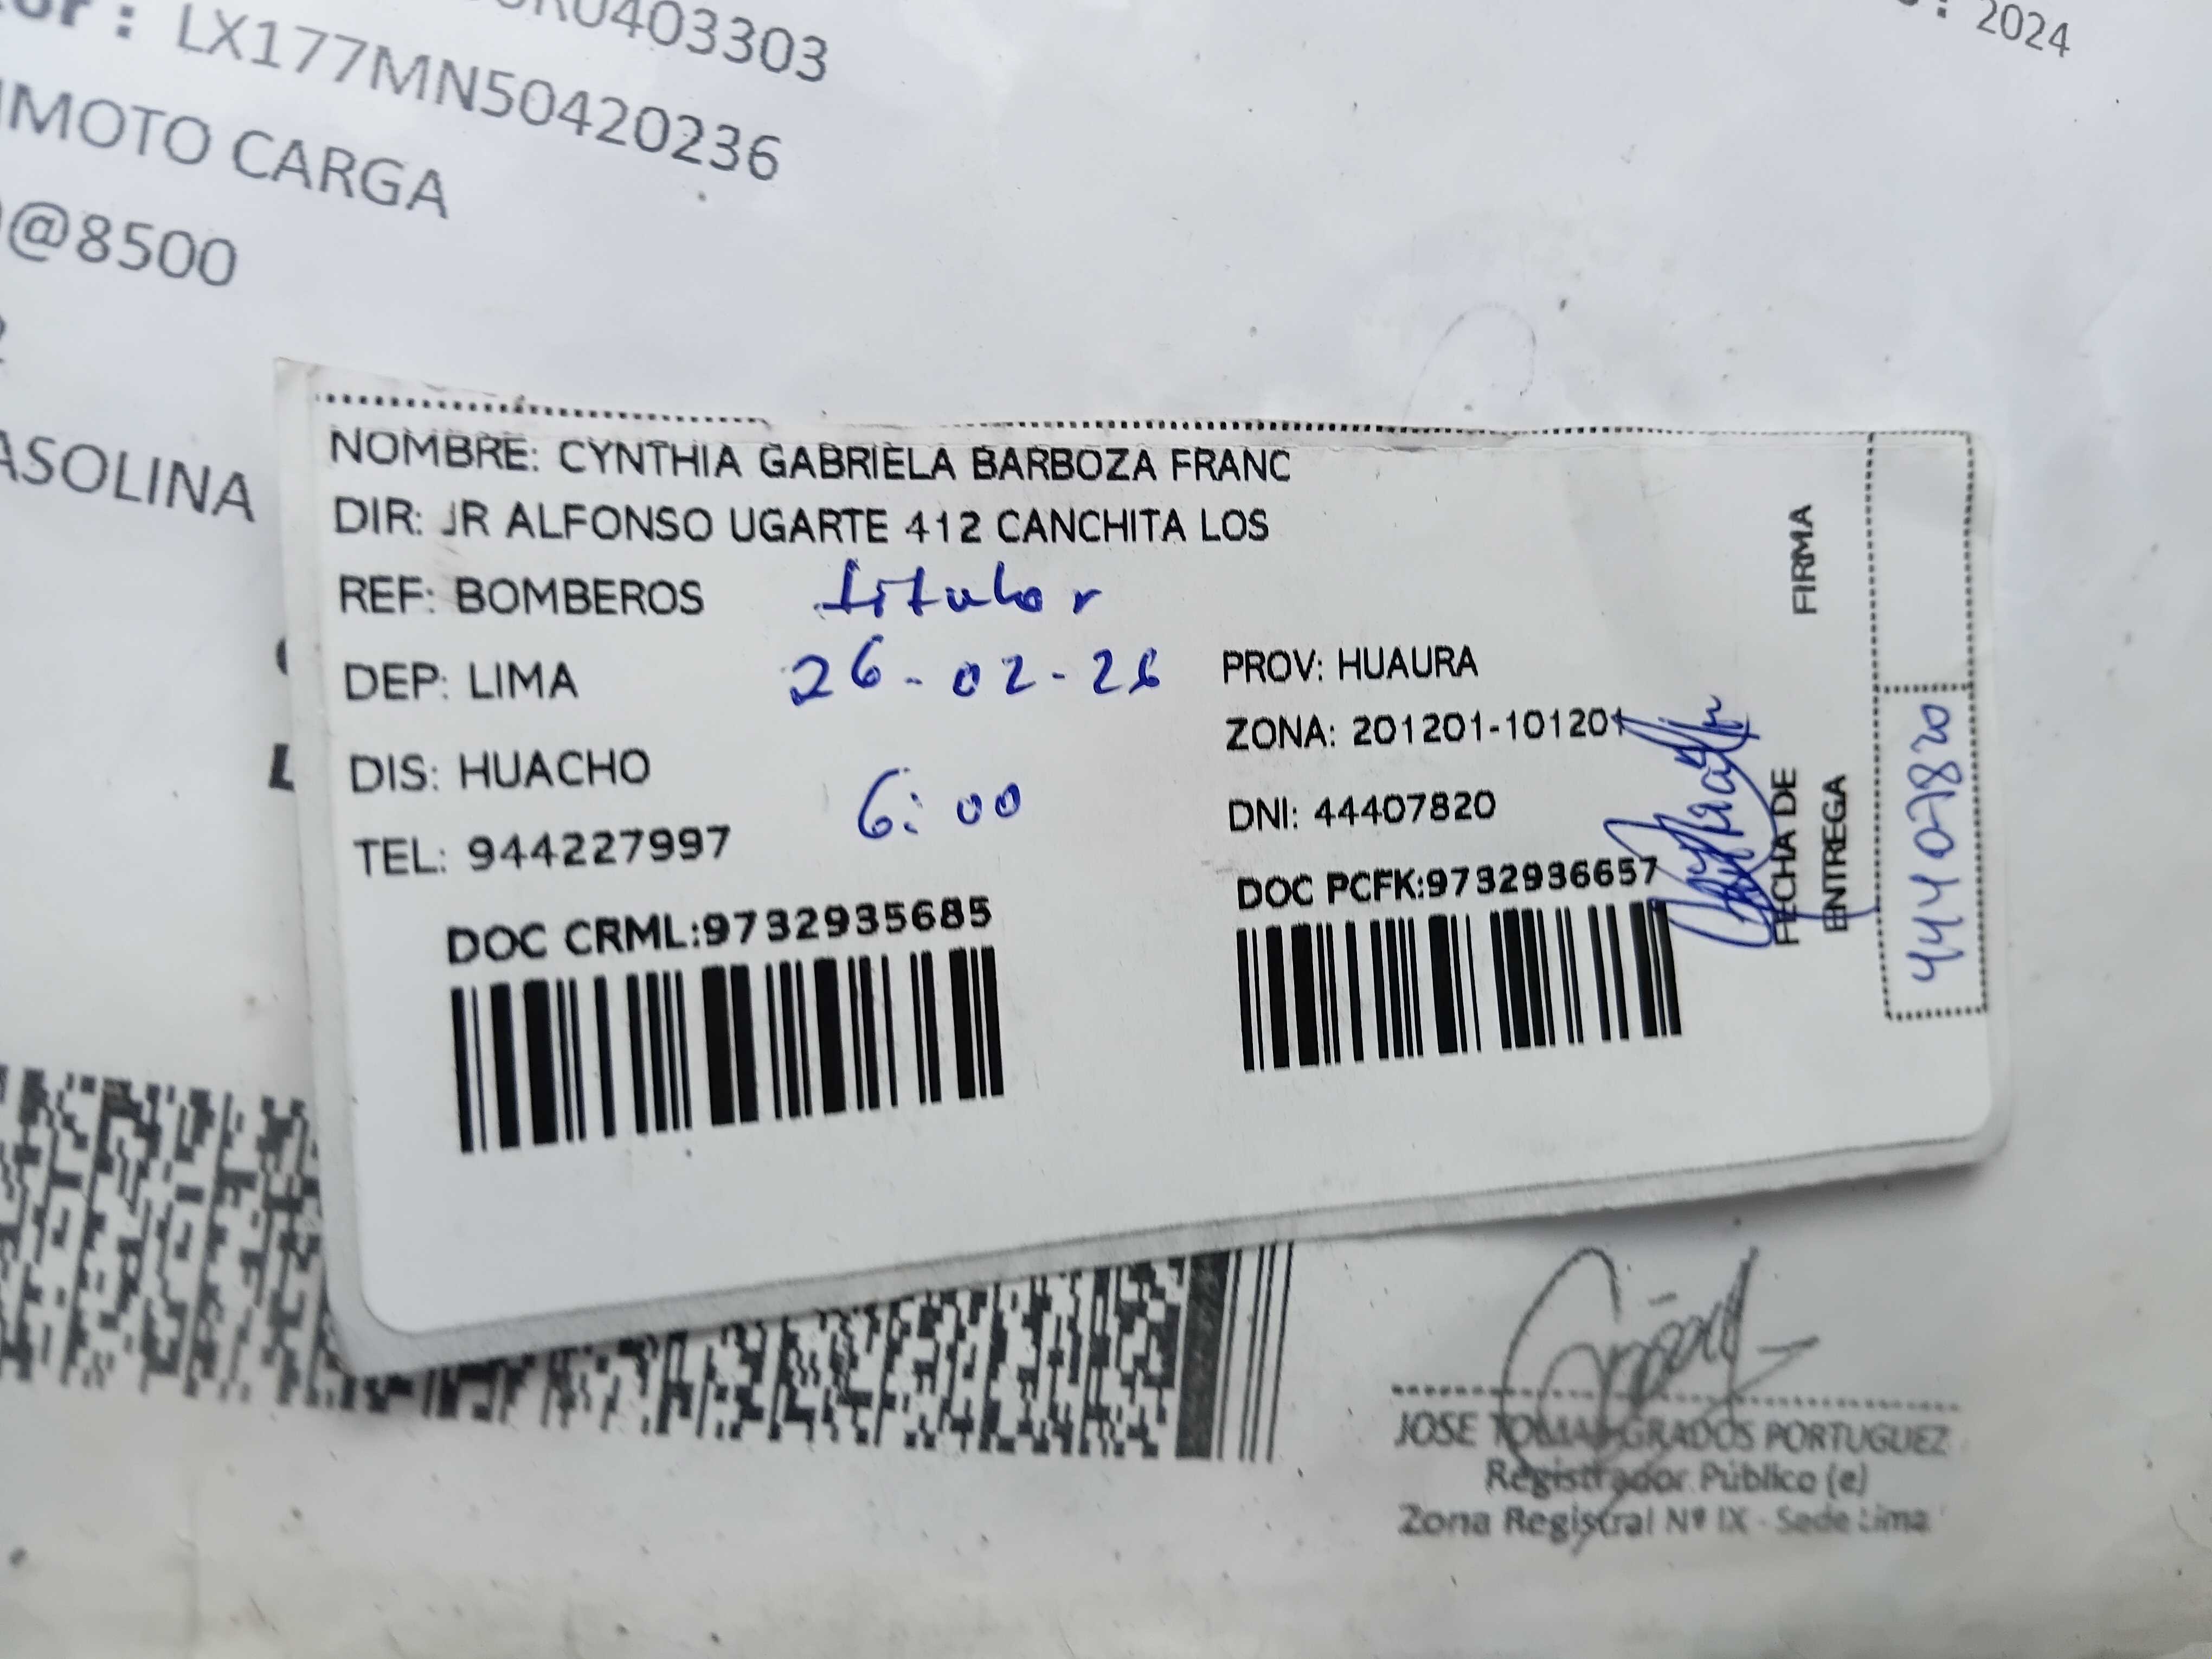 : 2024
0403303
: LX177MN50420236
IMOTO CARGA
@8500
ASOLINA
NOMBRE: CYNTHIA GABRIELA BARBOZA FRANC
DIR: JR ALFONSO UGARTE 412 CANCHITA LOS
REF: BOMBEROS titular
DEP: LIMA 26-02-26 PROV: HUAURA
ZONA: 201201-101201
DIS: HUACHO 6:00 DNI: 44407820
TEL: 944227997
DOC CRML:9732935685
DOC PCFK:9732936657
FIRMA
FECHA DE
ENTREGA
44407820
JOSE TOMAS GRADOS PORTUGUEZ
Registrador Público (e)
Zona Registral Nº IX - Sede Lima